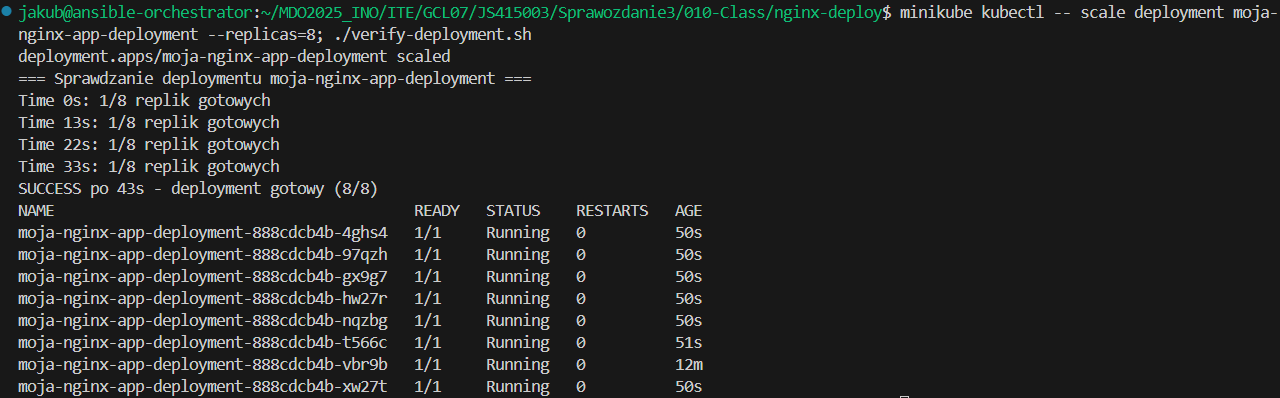 jakub@ansible-orchestrator:~/MDO2025_INO/ITE/GCL07/JS415003/Sprawozdanie3/010-Class/nginx-deploy$ minikube kubectl -- scale deployment moja-
nginx-app-deployment --replicas=8; ./verify-deployment.sh
deployment.apps/moja-nginx-app-deployment scaled
=== Sprawdzanie deploymentu moja-nginx-app-deployment ===
Time 0s: 1/8 replik gotowych
Time 13s: 1/8 replik gotowych
Time 22s: 1/8 replik gotowych
Time 33s: 1/8 replik gotowych
SUCCESS po 43s - deployment gotowy (8/8)
NAME READY STATUS RESTARTS AGE
moja-nginx-app-deployment-888cdcb4b-4ghs4 1/1 Running 0 50s
moja-nginx-app-deployment-888cdcb4b-97qzh 1/1 Running 0 50s
moja-nginx-app-deployment-888cdcb4b-gx9g7 1/1 Running 0 50s
moja-nginx-app-deployment-888cdcb4b-hw27r 1/1 Running 0 50s
moja-nginx-app-deployment-888cdcb4b-nqzbg 1/1 Running 0 50s
moja-nginx-app-deployment-888cdcb4b-t566c 1/1 Running 0 51s
moja-nginx-app-deployment-888cdcb4b-vbr9b 1/1 Running 0 12m
moja-nginx-app-deployment-888cdcb4b-xw27t 1/1 Running 0 50s